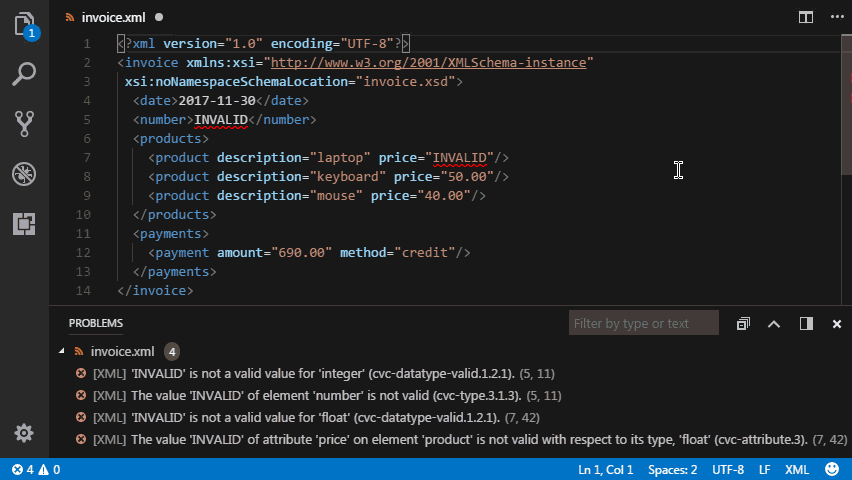 invoice.xml
1
1 <?xml version="1.0" encoding="UTF-8"?>
2 <invoice xmlns:xsi="http://www.w3.org/2001/XMLSchema-instance"
3 xsi:noNamespaceSchemaLocation="invoice.xsd">
4 <date>2017-11-30</date>
5 <number>INVALID</number>
6 <products>
7 <product description="laptop" price="INVALID"/>
8 <product description="keyboard" price="50.00"/>
9 <product description="mouse" price="40.00"/>
10 </products>
11 <payments>
12 <payment amount="690.00" method="credit"/>
13 </payments>
14 </invoice>
PROBLEMS
Filter by type or text
invoice.xml 4
[XML] 'INVALID' is not a valid value for 'integer' (cvc-datatype-valid.1.2.1). (5, 11)
[XML] The value 'INVALID' of element 'number' is not valid (cvc-type.3.1.3). (5, 11)
[XML] 'INVALID' is not a valid value for 'float' (cvc-datatype-valid.1.2.1). (7, 42)
[XML] The value 'INVALID' of attribute 'price' on element 'product' is not valid with respect to its type, 'float' (cvc-attribute.3). (7, 42)
4 0 Ln 1, Col 1 Spaces: 2 UTF-8 LF XML